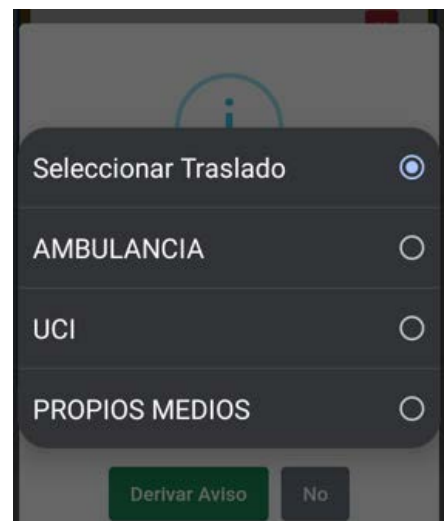 Seleccionar Traslado
AMBULANCIA
UCI
PROPIOS MEDIOS
Derivar Aviso
No